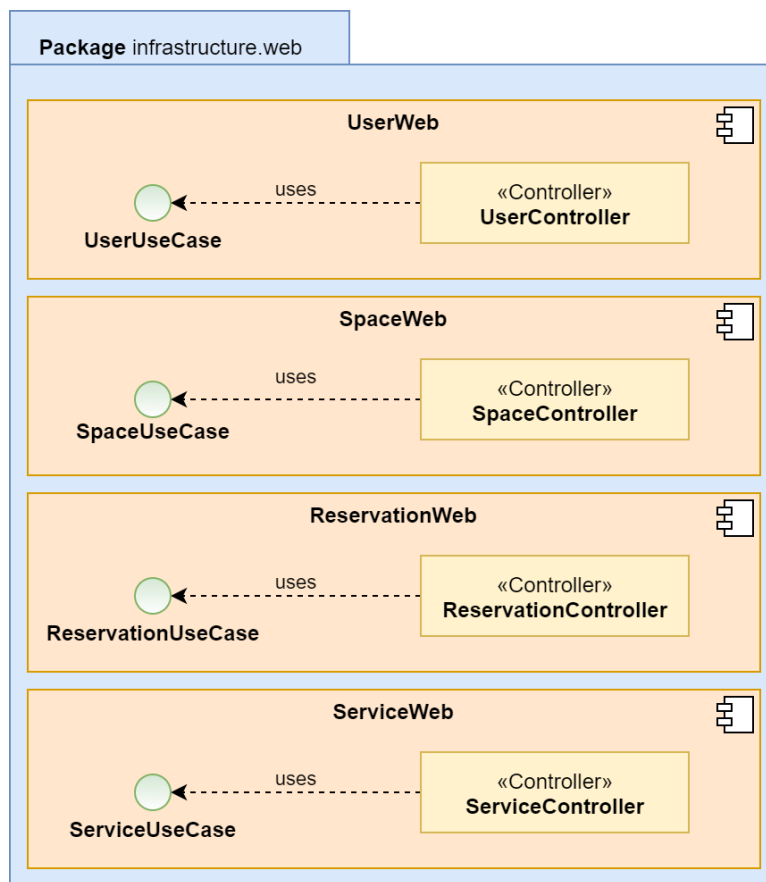 Package infrastructure.web
UserWeb
uses
«Controller»
UserController
UserUseCase
SpaceWeb
uses
«Controller»
SpaceController
SpaceUseCase
ReservationWeb
uses
«Controller»
ReservationController
ReservationUseCase
ServiceWeb
uses
«Controller»
ServiceController
ServiceUseCase